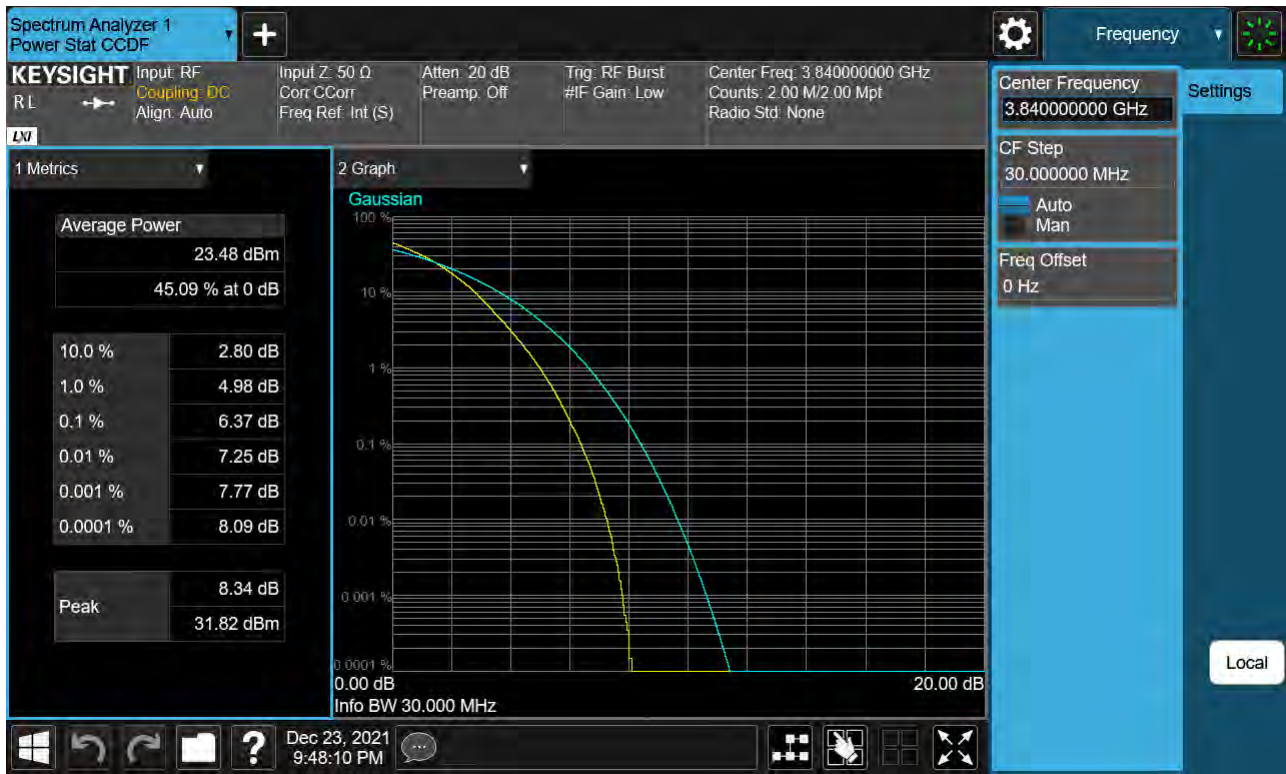 Spectrum Analyzer 1
Power Stat CCDF
+
Frequency
KEYSIGHT
RL
LXI
Input: RF
Coupling: DC
Align: Auto
Input Z: 50 Ω
Corr CCorr
Freq Ref: Int (S)
Atten: 20 dB
Preamp: Off
Trig: RF Burst
#IF Gain: Low
Center Freq: 3.840000000 GHz
Counts: 2.00 M/2.00 Mpt
Radio Std: None
Center Frequency
3.840000000 GHz
Settings
CF Step
30.000000 MHz
Auto
Man
Freq Offset
0 Hz
Local
1 Metrics
Average Power
23.48 dBm
45.09 % at 0 dB
10.0 % 2.80 dB
1.0 % 4.98 dB
0.1 % 6.37 dB
0.01 % 7.25 dB
0.001 % 7.77 dB
0.0001 % 8.09 dB
Peak
8.34 dB
31.82 dBm
2 Graph
Gaussian
100 %
10 %
1 %
0.1 %
0.01 %
0.001 %
0.0001 %
0.00 dB 20.00 dB
Info BW 30.000 MHz
?
Dec 23, 2021
9:48:10 PM